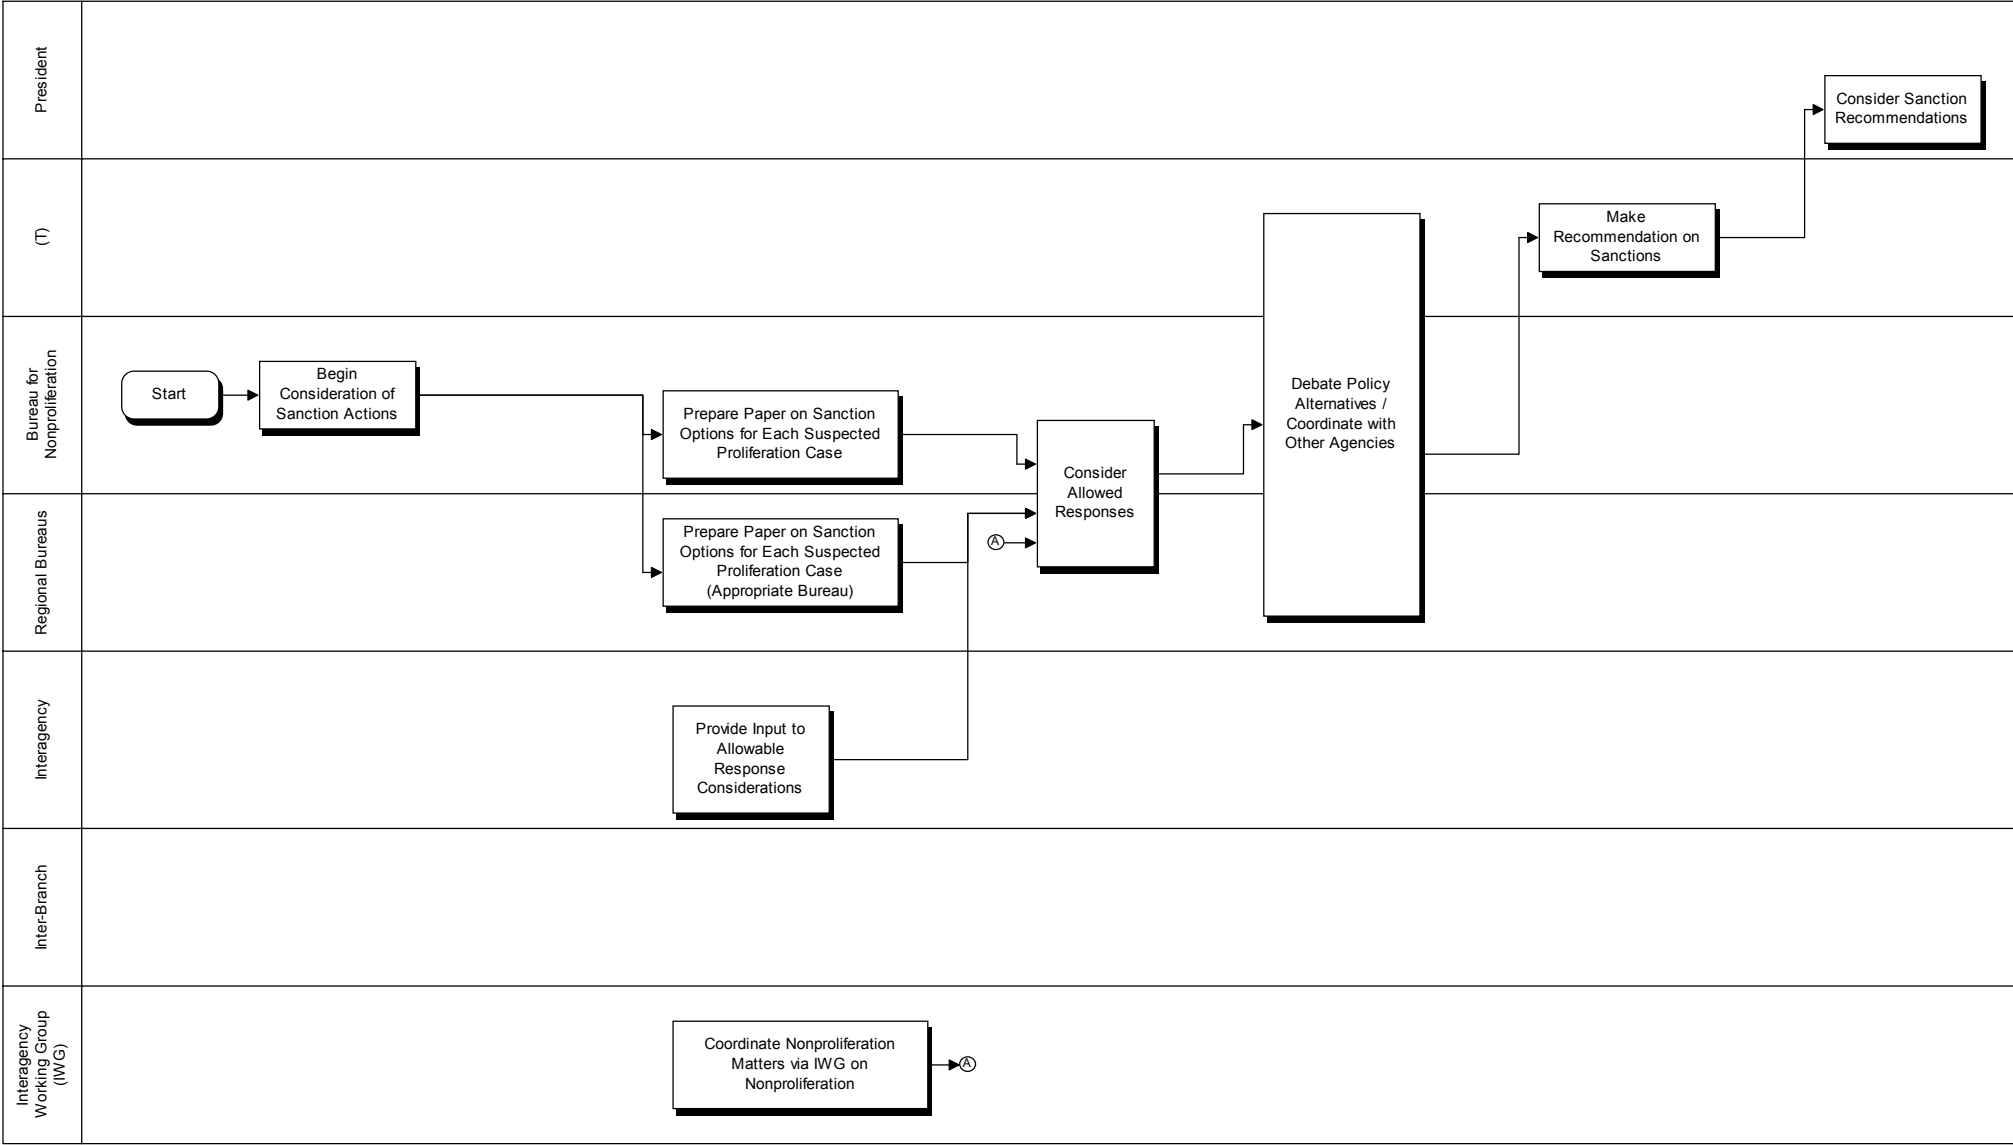 President
Consider Sanction
Recommendations
(T)
Make
Recommendation on
Sanctions
Bureau for
Nonproliferation
Start
Begin
Consideration of
Sanction Actions
Prepare Paper on Sanction
Options for Each Suspected
Proliferation Case
Consider
Allowed
Responses
Debate Policy
Alternatives /
Coordinate with
Other Agencies
Regional Bureaus
Prepare Paper on Sanction
Options for Each Suspected
Proliferation Case
(Appropriate Bureau)
A
Interagency
Provide Input to
Allowable
Response
Considerations
Inter-Branch
Interagency
Working Group
(IWG)
Coordinate Nonproliferation
Matters via IWG on
Nonproliferation
A